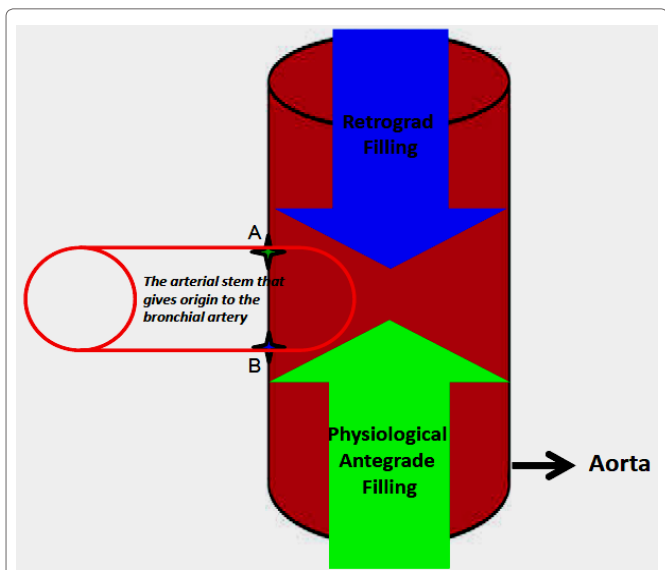 Retrograd
Filling
A
The arterial stem that
gives origin to the
bronchial artery
B
Physiological
Antegrade
Filling
Aorta